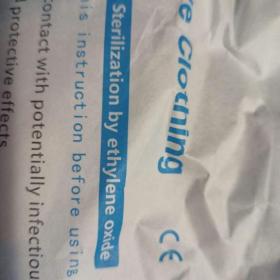 e Clothing
CE
Sterilization by ethylene oxide
is instruction before using
contact with potentially infectiou
protective effects